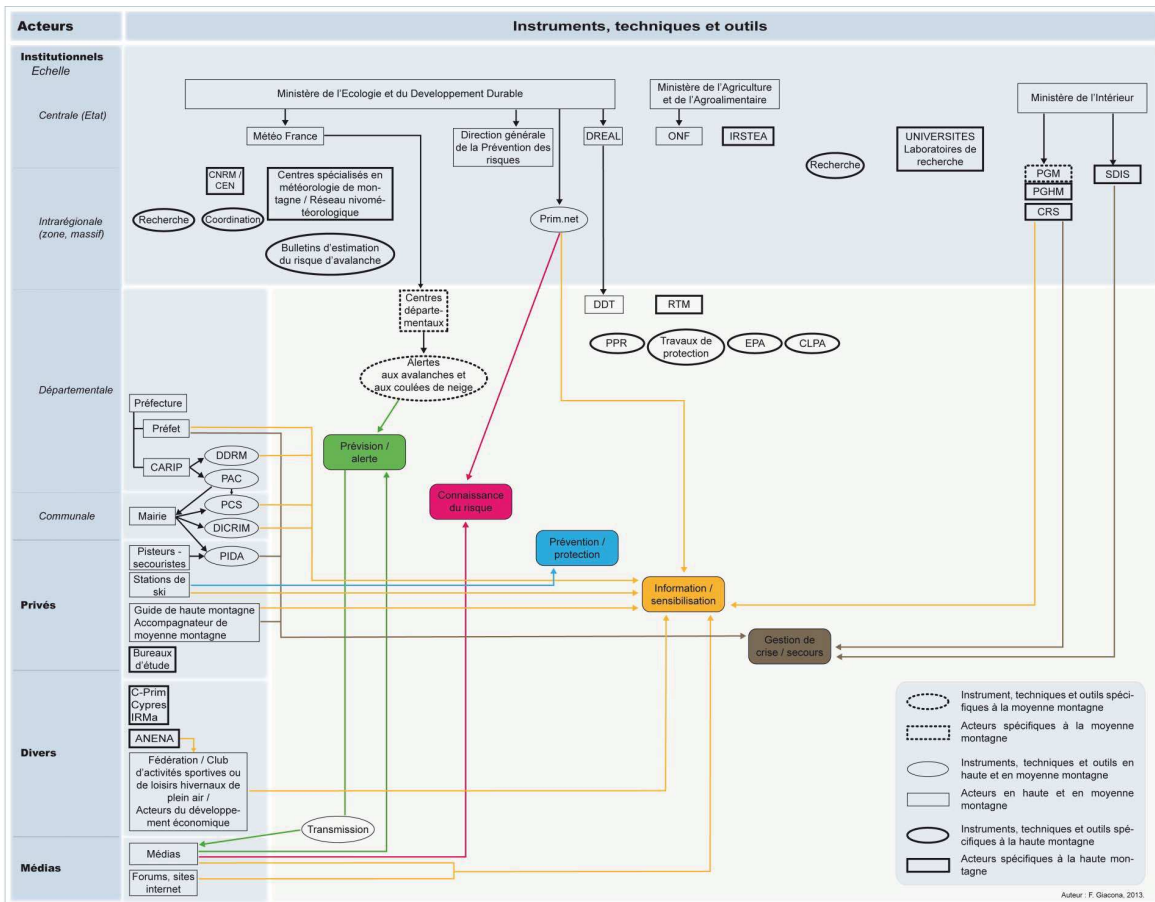 Acteurs
Instruments, techniques et outils
Institutionnels
Echelle
Centrale (Etat)
Ministère de l'Ecologie et du Developpement Durable
Ministère de l'Agriculture
et de l'Agroalimentaire
Ministère de l'Intérieur
Météo France
Direction générale
de la Prévention des
risques
DREAL
ONF
IRSTEA
UNIVERSITES
Laboratoires de
recherche
Recherche
PGM
PGHM
CRS
SDIS
Intrarégionale
(zone, massif)
CNRM /
CEN
Centres spécialisés en
météorologie de mon-
tagne / Réseau nivomé-
téorologique
Recherche
Coordination
Prim.net
Bulletins d'estimation
du risque d'avalanche
Départementale
Centres
départe-
mentaux
DDT
RTM
PPR
Travaux de
protection
EPA
CLPA
Alertes
aux avalanches et
aux coulées de neige
Préfecture
Préfet
DDRM
CARIP
PAC
Prévision /
alerte
Connaissance
du risque
Communale
Mairie
PCS
DICRIM
Privés
Pisteurs -
secouristes
PIDA
Prévention /
protection
Stations de
ski
Information /
sensibilisation
Guide de haute montagne
Accompagnateur de
moyenne montagne
Gestion de
crise / secours
Bureaux
d'étude
Divers
C-Prim
Cypres
IRMa
ANENA
Fédération / Club
d'activités sportives ou
de loisirs hivernaux de
plein air /
Acteurs du développe-
ment économique
Transmission
Médias
Médias
Forums, sites
internet
Instrument, techniques et outils spéci-
fiques à la moyenne montagne
Acteurs spécifiques à la moyenne
montagne
Instruments, techniques et outils en
haute et en moyenne montagne
Acteurs en haute et en moyenne
montagne
Instruments, techniques et outils spé-
cifiques à la haute montagne
Acteurs spécifiques à la haute mon-
tagne
Auteur : F. Giacona, 2013.